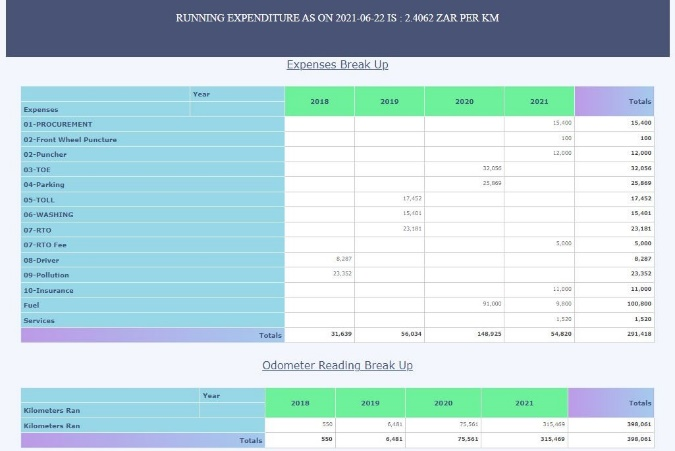 RUNNING EXPENDITURE AS ON 2021-06-22 IS : 2.4062 ZAR PER KM
Expenses Break Up
Year 2018 2019 2020 2021 Totals
Expenses
01-PROCUREMENT 15,400 15,400
02-Front Wheel Puncture 100 100
02-Puncher 12,000 12,000
03-TOE 32,056 32,056
04-Parking 25,869 25,869
05-TOLL 17,452 17,452
06-WASHING 15,401 15,401
07-RTO 23,181 23,181
07-RTO Fee 5,000 5,000
08-Driver 8,287 8,287
09-Pollution 23,352 23,352
10-Insurance 11,000 11,000
Fuel 91,000 9,800 100,800
Services 1,520 1,520
Totals 31,639 56,034 148,925 54,820 291,418
Odometer Reading Break Up
Year 2018 2019 2020 2021 Totals
Kilometers Ran
Kilometers Ran 550 6,481 75,561 315,469 398,061
Totals 550 6,481 75,561 315,469 398,061